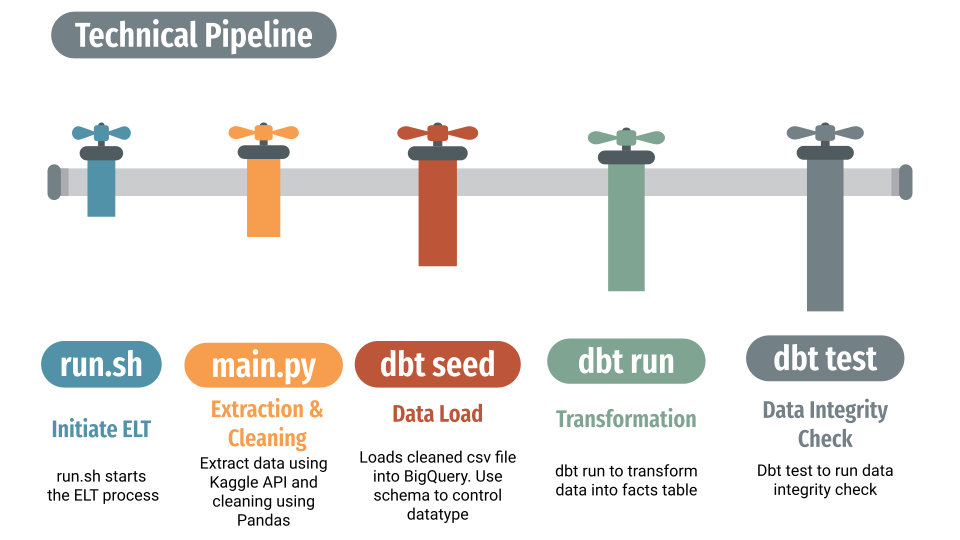 Technical Pipeline
run.sh
Initiate ELT
run.sh starts
the ELT process
main.py
Extraction &
Cleaning
Extract data using
Kaggle API and
cleaning using
Pandas
dbt seed
Data Load
Loads cleaned csv file
into BigQuery. Use
schema to control
datatype
dbt run
Transformation
dbt run to transform
data into facts table
dbt test
Data Integrity
Check
Dbt test to run data
integrity check